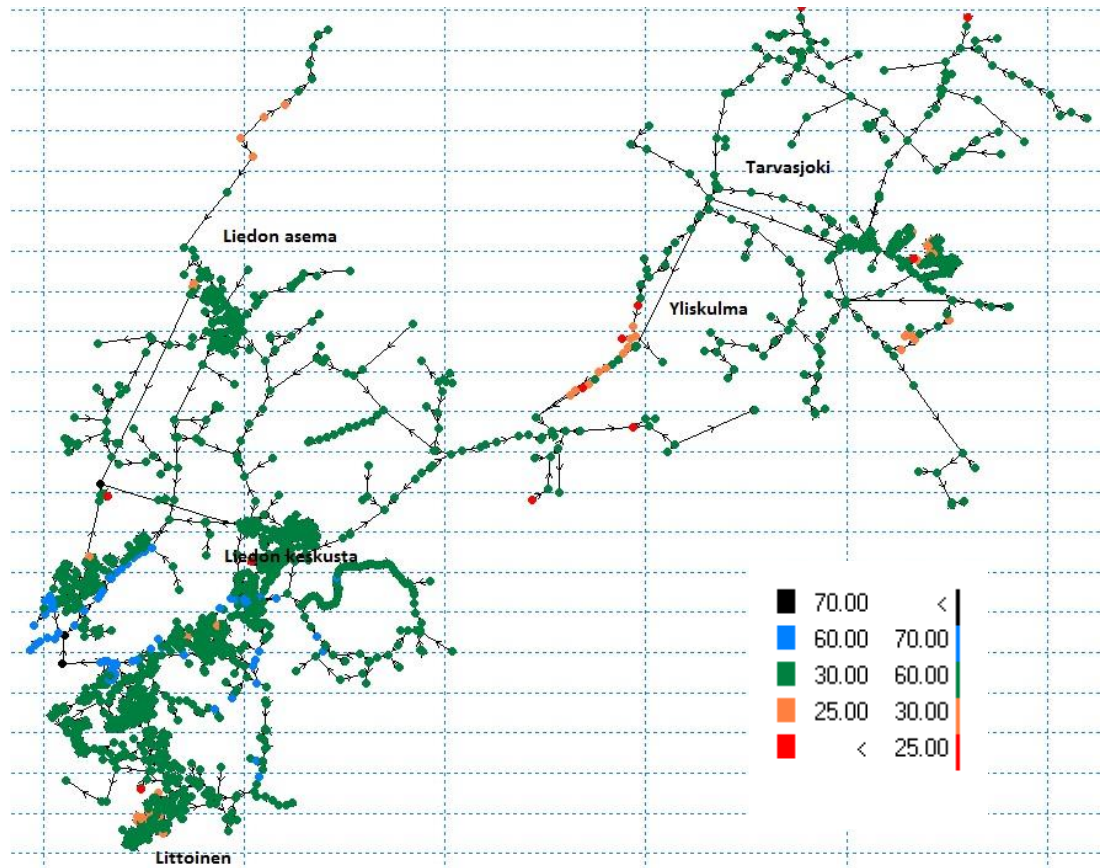 Tarvasjoki
Liedon asema
Yliskulma
Liedon keskusta
70.00 <
60.00 70.00
30.00 60.00
25.00 30.00
< 25.00
Littoinen